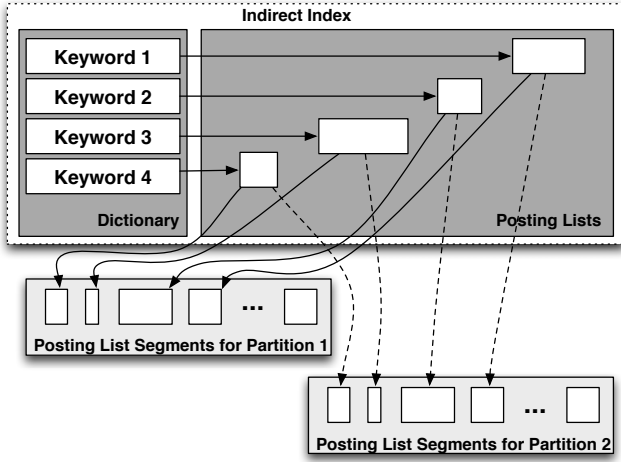 Indirect Index
Keyword 1
Keyword 2
Keyword 3
Keyword 4
Dictionary
Posting Lists
...
Posting List Segments for Partition 1
...
Posting List Segments for Partition 2